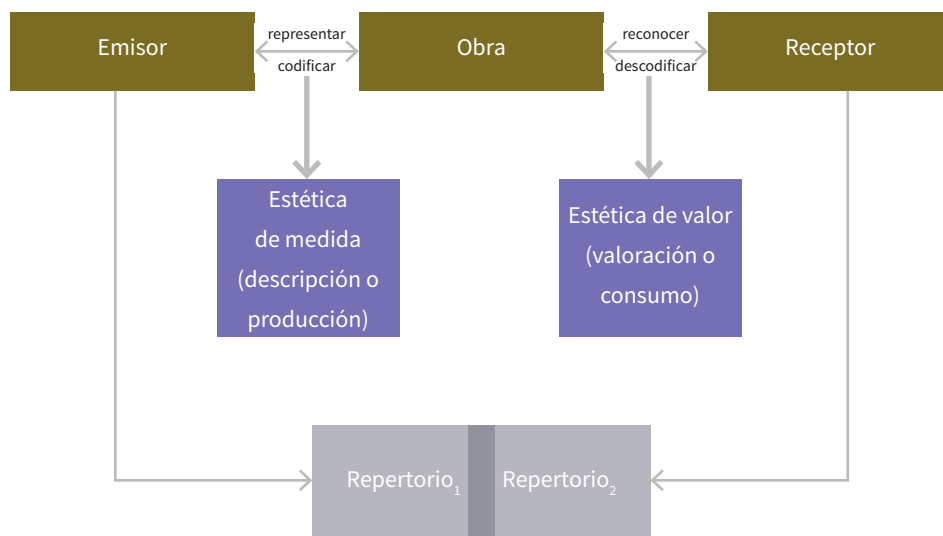 Emisor
representar
codificar
Obra
reconocer
descodificar
Receptor
Estética
de medida
(descripción o
producción)
Estética de valor
(valoración o
consumo)
Repertorio₁
Repertorio₂